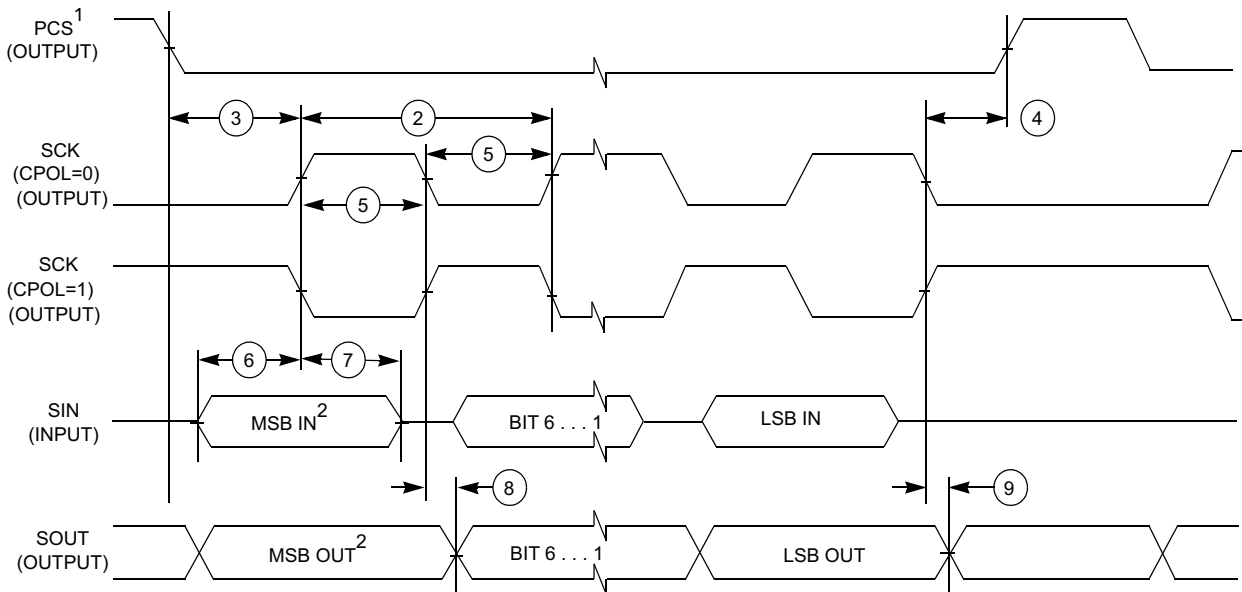 PCS1
(OUTPUT)
3
2
4
SCK
(CPOL=0)
(OUTPUT)
5
5
SCK
(CPOL=1)
(OUTPUT)
6
7
SIN
(INPUT)
MSB IN2
BIT 6 . . . 1
LSB IN
8
9
SOUT
(OUTPUT)
MSB OUT2
BIT 6 . . . 1
LSB OUT